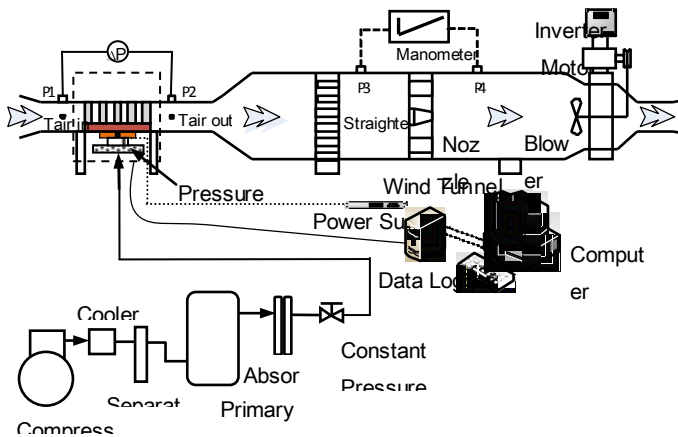 ΔP
Inverter
Motor
Manometer
P1
P2
P3
P4
Tair in
Tair out
Straighte
Noz
zle
Blow
er
Pressure
Wind Tunnel
Power Su
Data Log
Comput
er
Cooler
Constant
Pressure
Absor
Primary
Separat
Compress